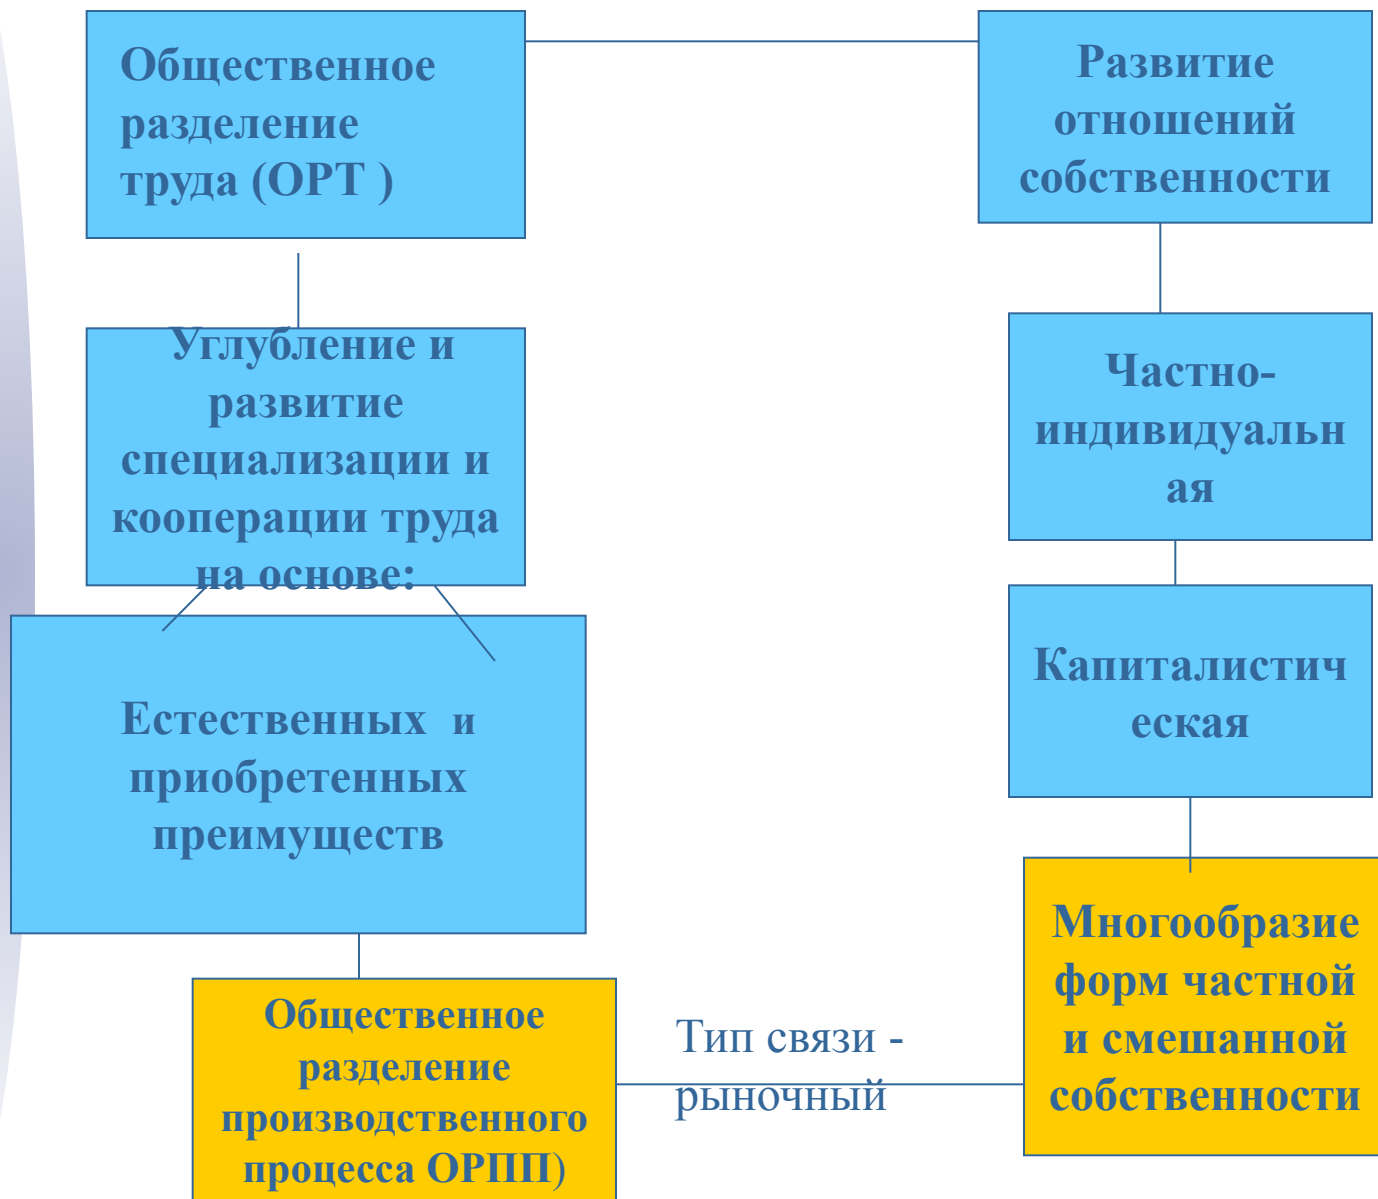 Общественное
разделение
труда (ОРТ )
Развитие
отношений
собственности
Углубление и
развитие
специализации и
кооперации труда
на основе:
Частно-
индивидуальн
ая
Естественных и
приобретенных
преимуществ
Капиталистич
еская
Общественное
разделение
производственного
процесса ОРПП)
Тип связи -
рыночный
Многообразие
форм частной
и смешанной
собственности